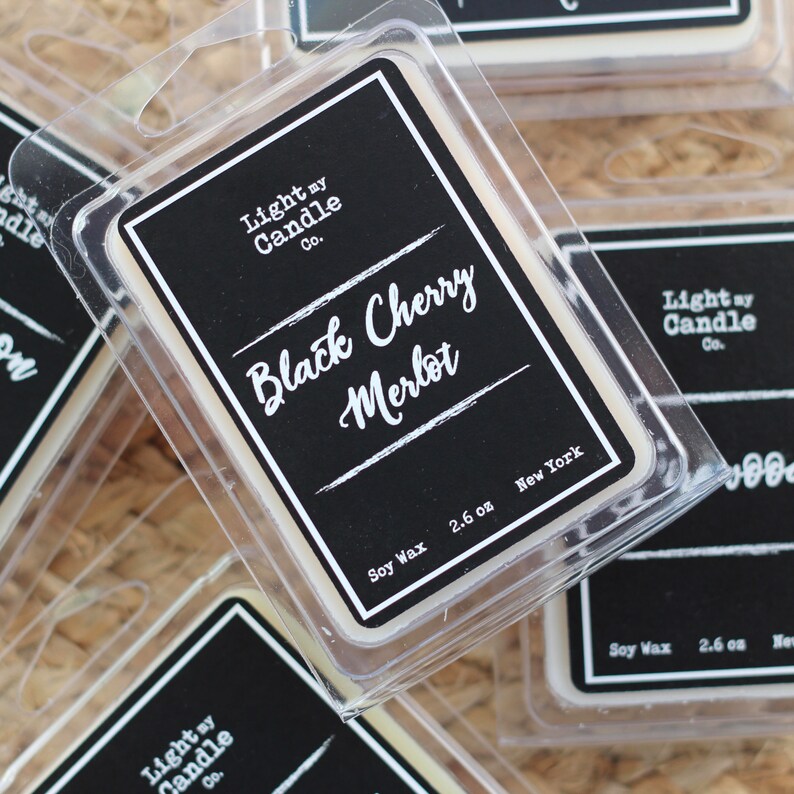 Light my
Candle
Co.
Black Cherry
Merlot
Soy Wax 2.6 oz New York
Light my
Candle
Co.
Soy Wax 2.6 oz
Light my
Candle
Co.
Light my
Candle
Co.